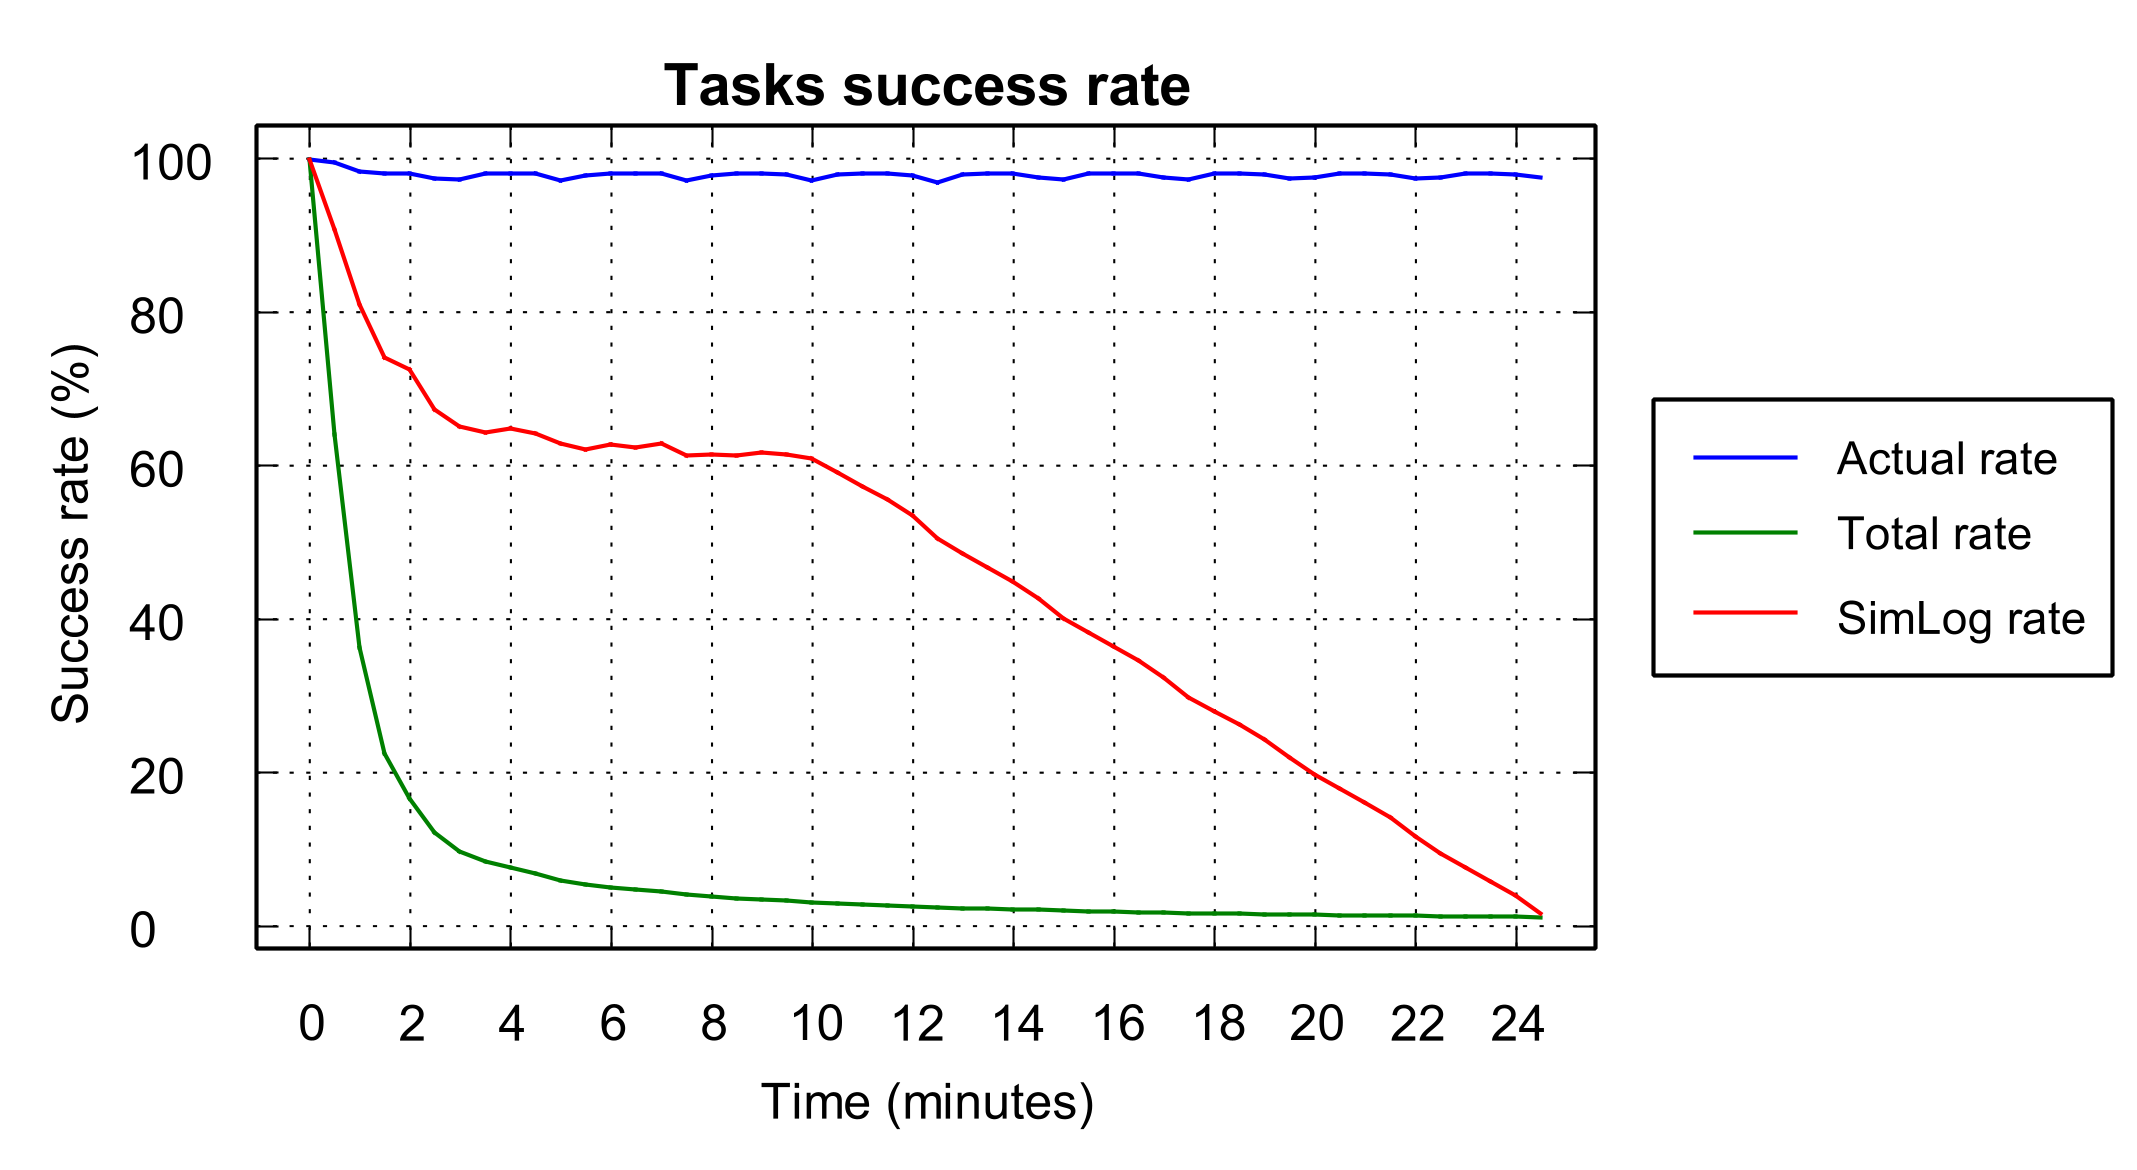 Tasks success rate
100
80
60
40
20
0
Success rate (%)
0 2 4 6 8 10 12 14 16 18 20 22 24
Time (minutes)
Actual rate
Total rate
SimLog rate